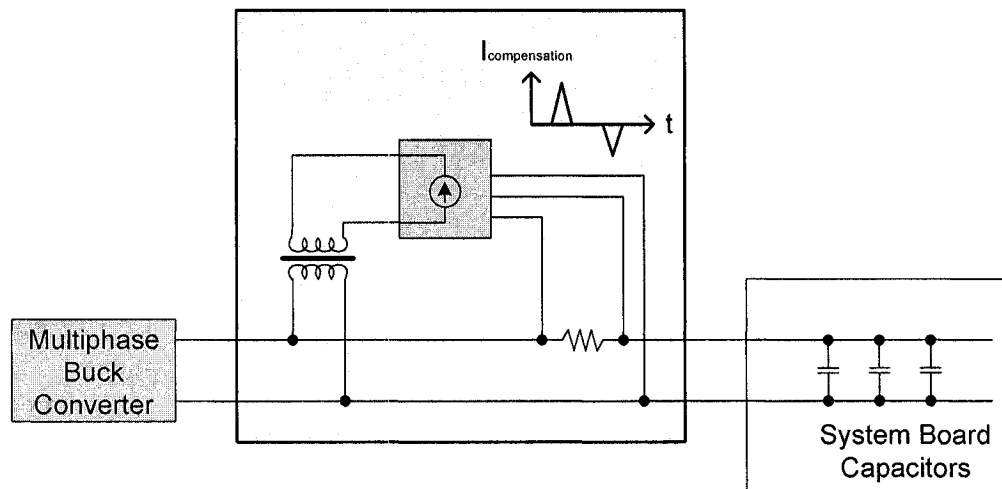 Icompensation
t
Multiphase
Buck
Converter
System Board
Capacitors